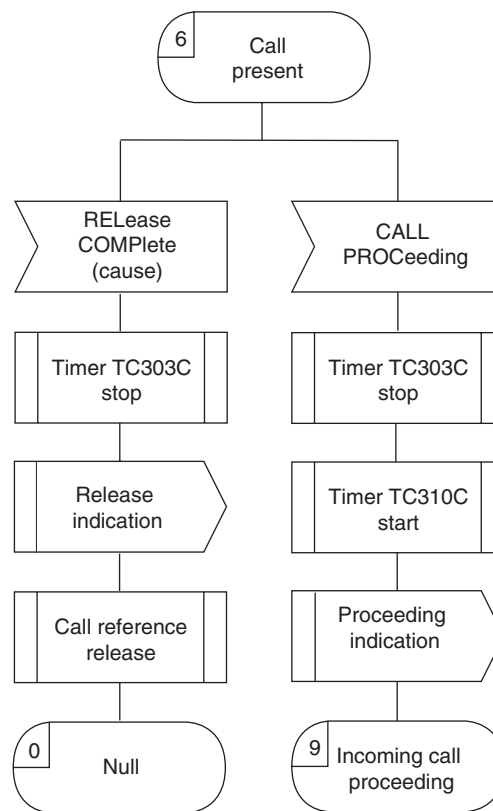 6
Call
present
RELease
COMPlete
(cause)
Timer TC303C
stop
Release
indication
Call reference
release
0
Null
CALL
PROCeeding
Timer TC303C
stop
Timer TC310C
start
Proceeding
indication
9
Incoming call
proceeding